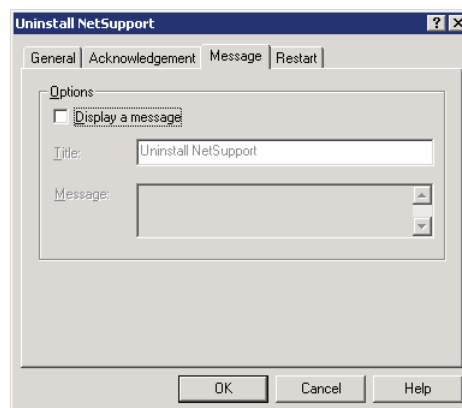 Uninstall NetSupport
General Acknowledgement Message Restart
Options
Display a message
Title: Uninstall NetSupport
Message:
OK Cancel Help